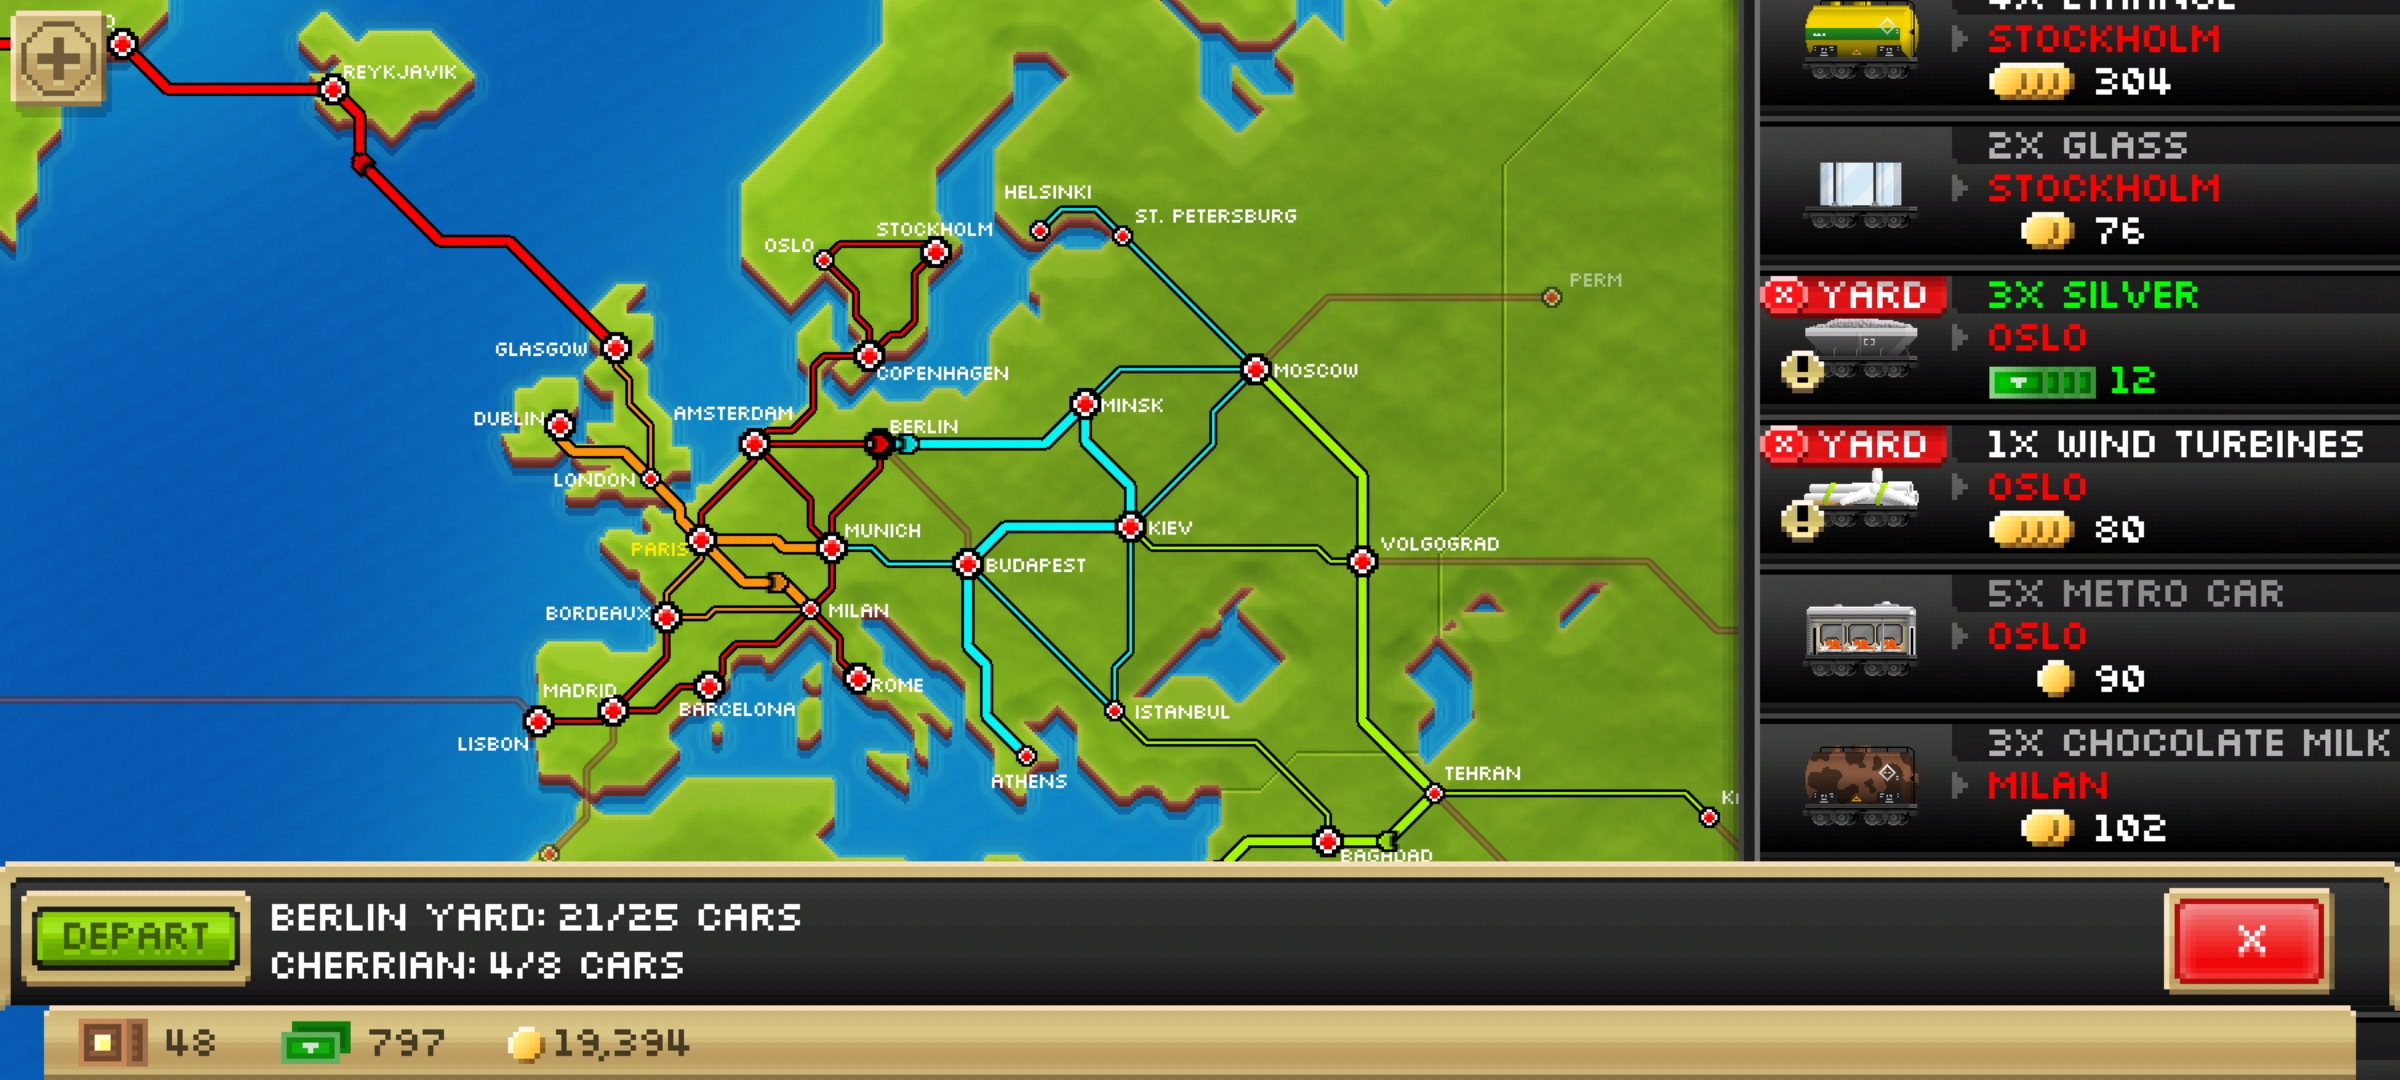 REYKJAVIK
HELSINKI
ST. PETERSBURG
STOCKHOLM
OSLO
PERM
GLASGOW
COPENHAGEN
MOSCOW
DUBLIN
AMSTERDAM
BERLIN
MINSK
LONDON
MUNICH
KIEV
VOLGOGRAD
PARIS
BUDAPEST
BORDEAUX
MILAN
MADRID
ROME
BARCELONA
ISTANBUL
LISBON
ATHENS
TEHRAN
BAGHDAD
4X ETHANOL
STOCKHOLM
304
2X GLASS
STOCKHOLM
76
YARD
3X SILVER
OSLO
12
YARD
1X WIND TURBINES
OSLO
80
5X METRO CAR
OSLO
90
3X CHOCOLATE MILK
MILAN
102
DEPART
BERLIN YARD: 21/25 CARS
CHERRIAN: 4/8 CARS
X
48
797
19,394